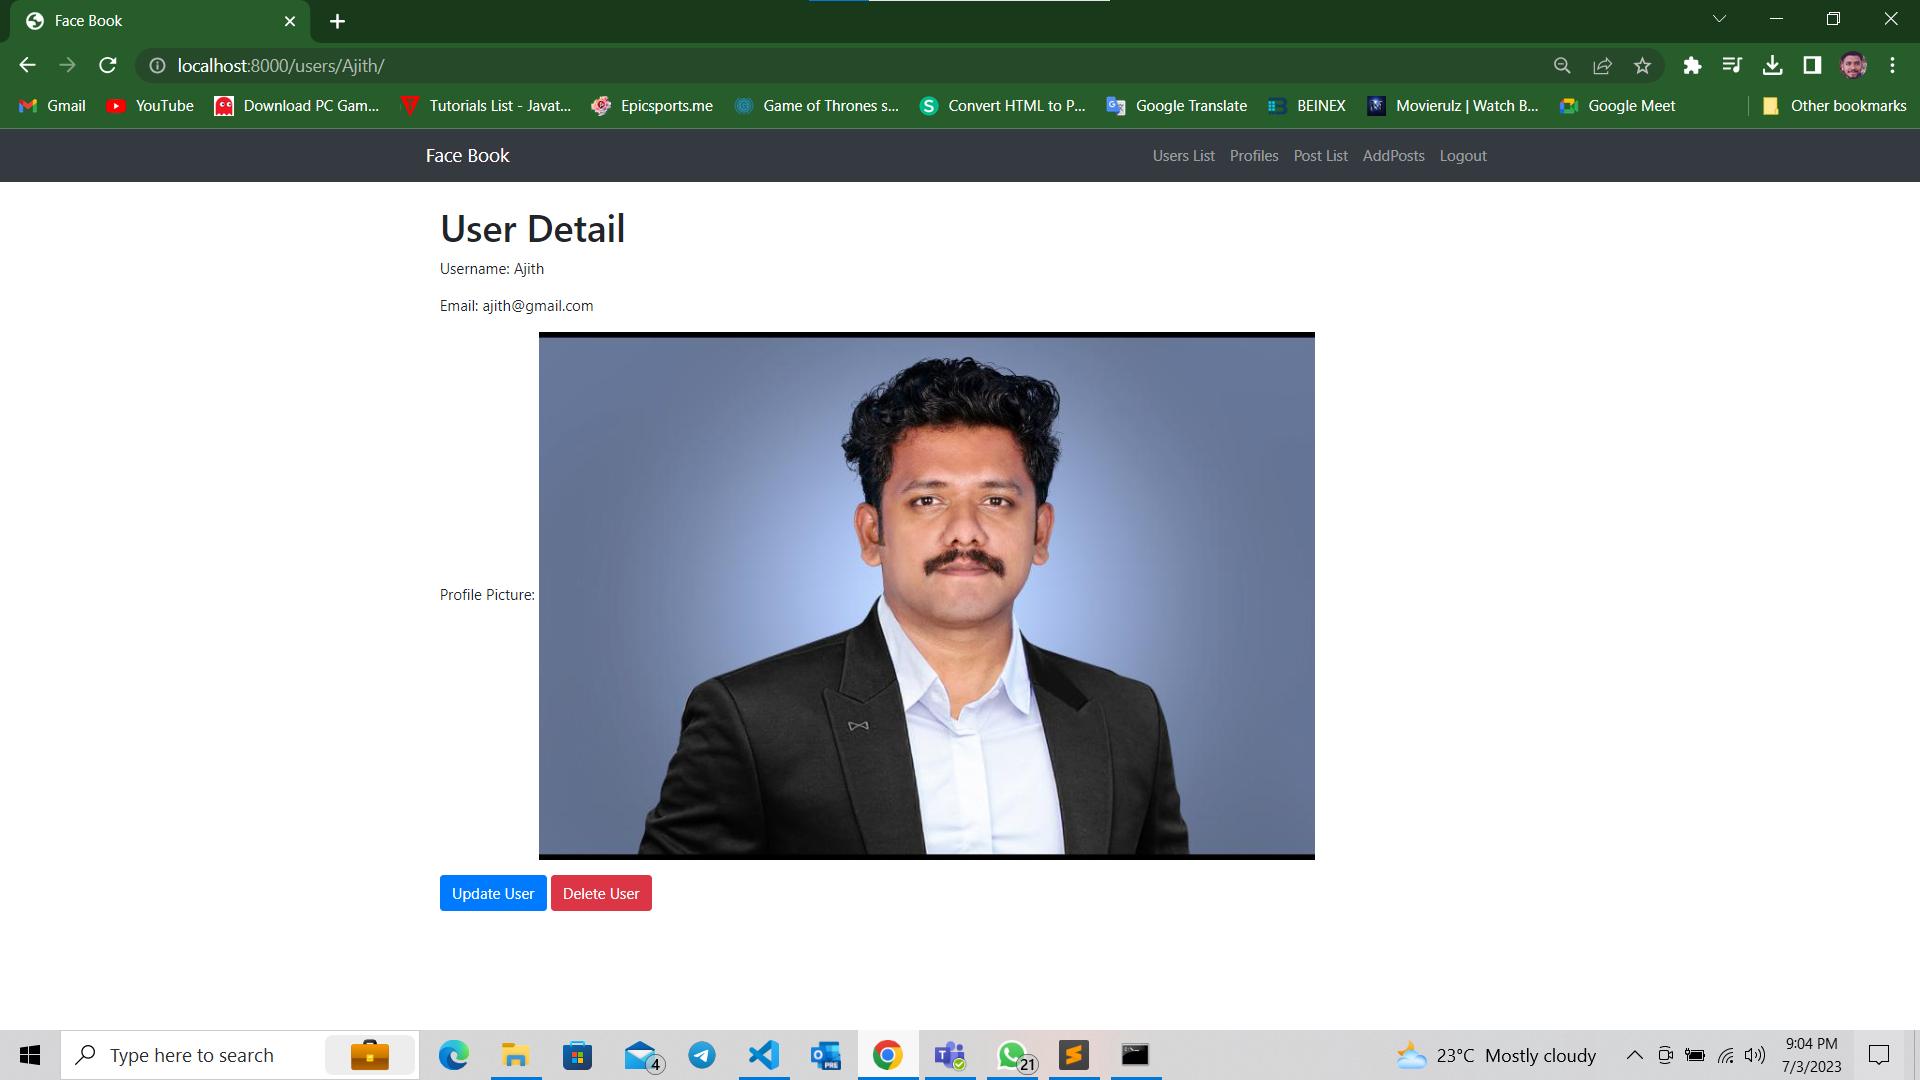 Face Book
localhost:8000/users/Ajith/
Gmail YouTube Download PC Gam... Tutorials List - Javat... Epicsports.me Game of Thrones s... Convert HTML to P... Google Translate BEINEX Movierulz | Watch B... Google Meet Other bookmarks
Face Book Users List Profiles Post List AddPosts Logout
User Detail
Username: Ajith
Email: ajith@gmail.com
Profile Picture:
Update User Delete User
Type here to search 4 PRE 21 23°C Mostly cloudy 9:04 PM
7/3/2023